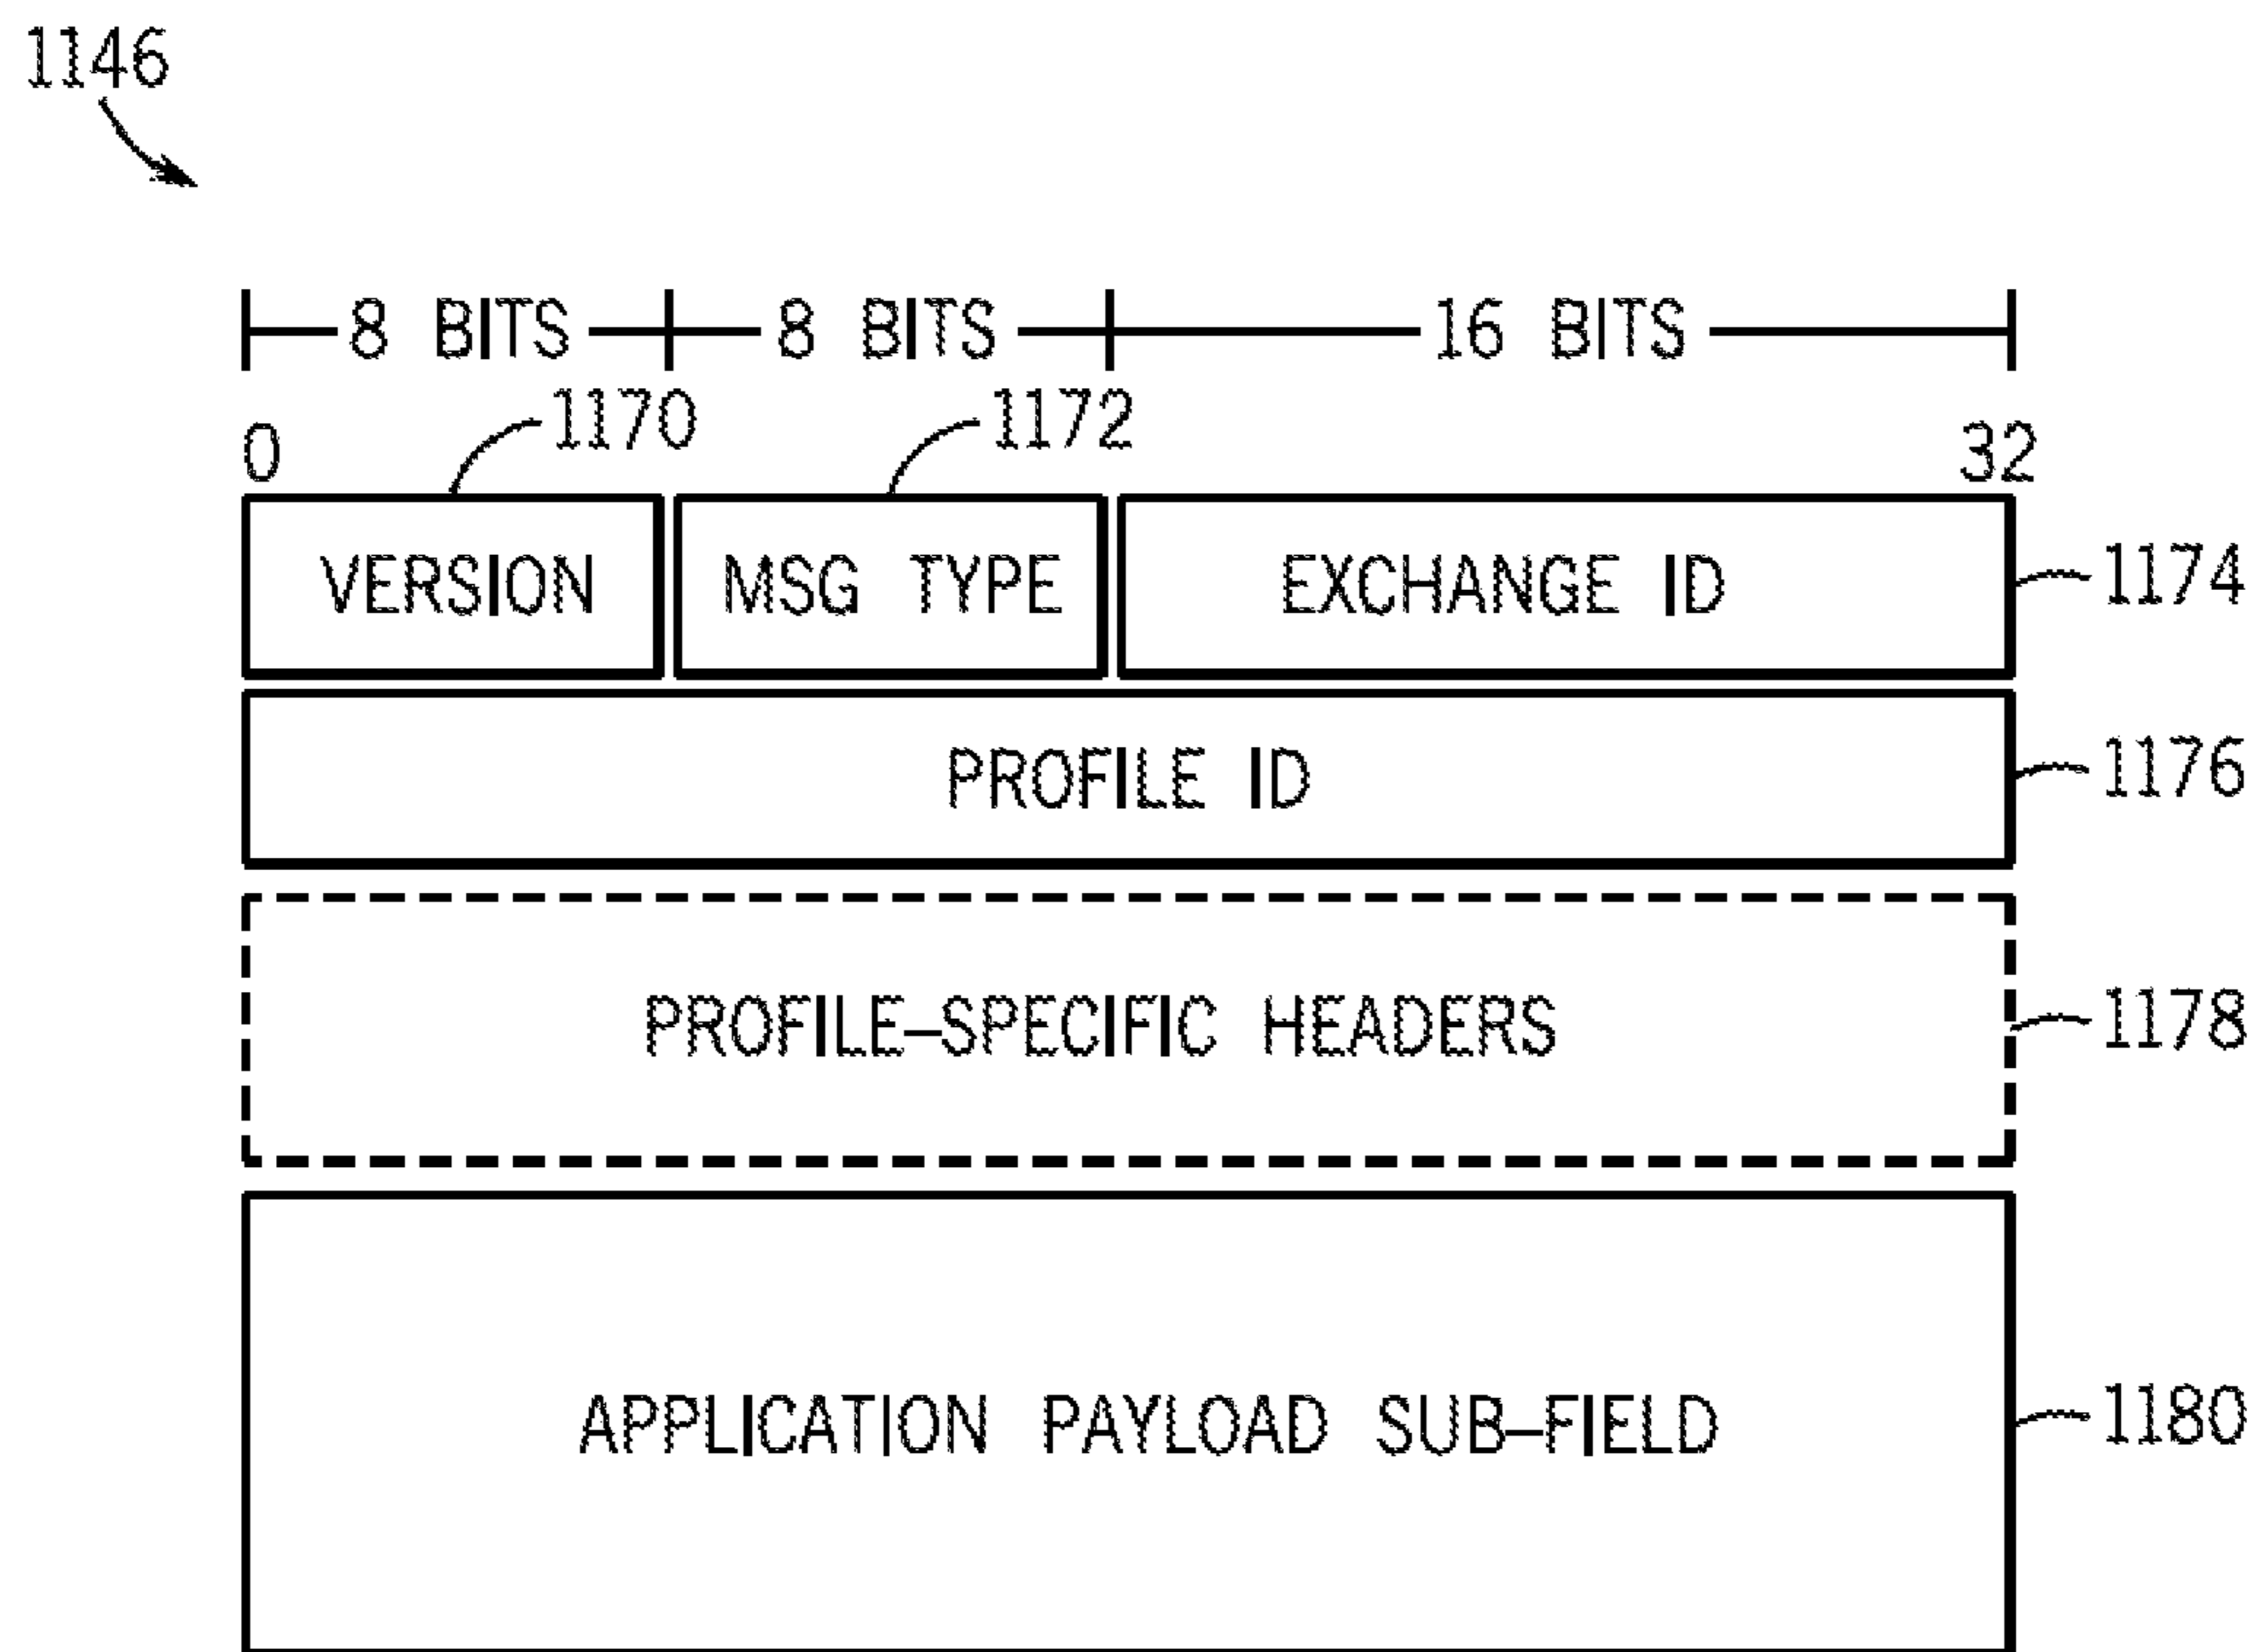 1146
8 BITS 8 BITS 16 BITS
1170 1172
0 32
VERSION MSG TYPE EXCHANGE ID 1174
PROFILE ID 1176
PROFILE-SPECIFIC HEADERS 1178
APPLICATION PAYLOAD SUB-FIELD 1180